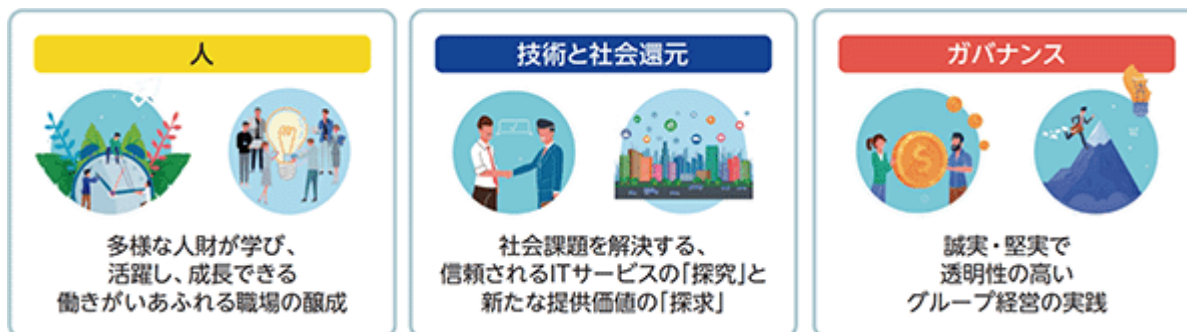 人
多様な人財が学び、
活躍し、成長できる
働きがいあふれる職場の醸成
技術と社会還元
社会課題を解決する、
信頼されるITサービスの「探究」と
新たな提供価値の「探求」
ガバナンス
誠実・堅実で
透明性の高い
グループ経営の実践